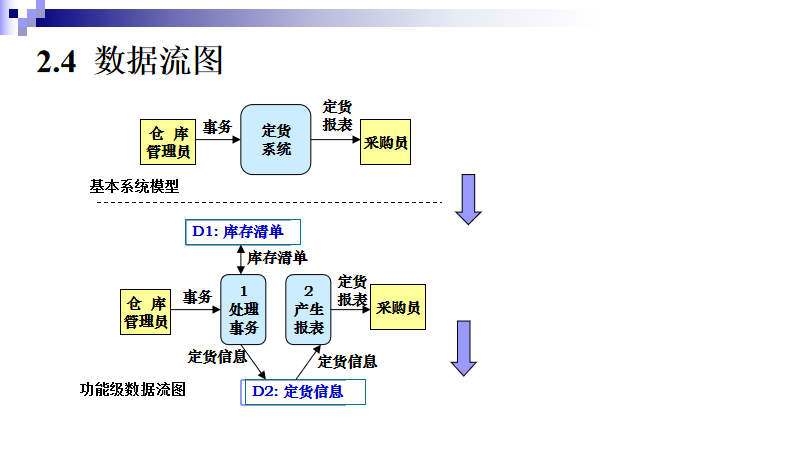 2.4 数据流图
定货
报表
事务
仓 库
管理员
定货
系统
采购员
基本系统模型
D1: 库存清单
库存清单
仓 库
管理员
事务
1
处理
事务
2
产生
报表
定货
报表
采购员
定货信息
定货信息
功能级数据流图
D2: 定货信息